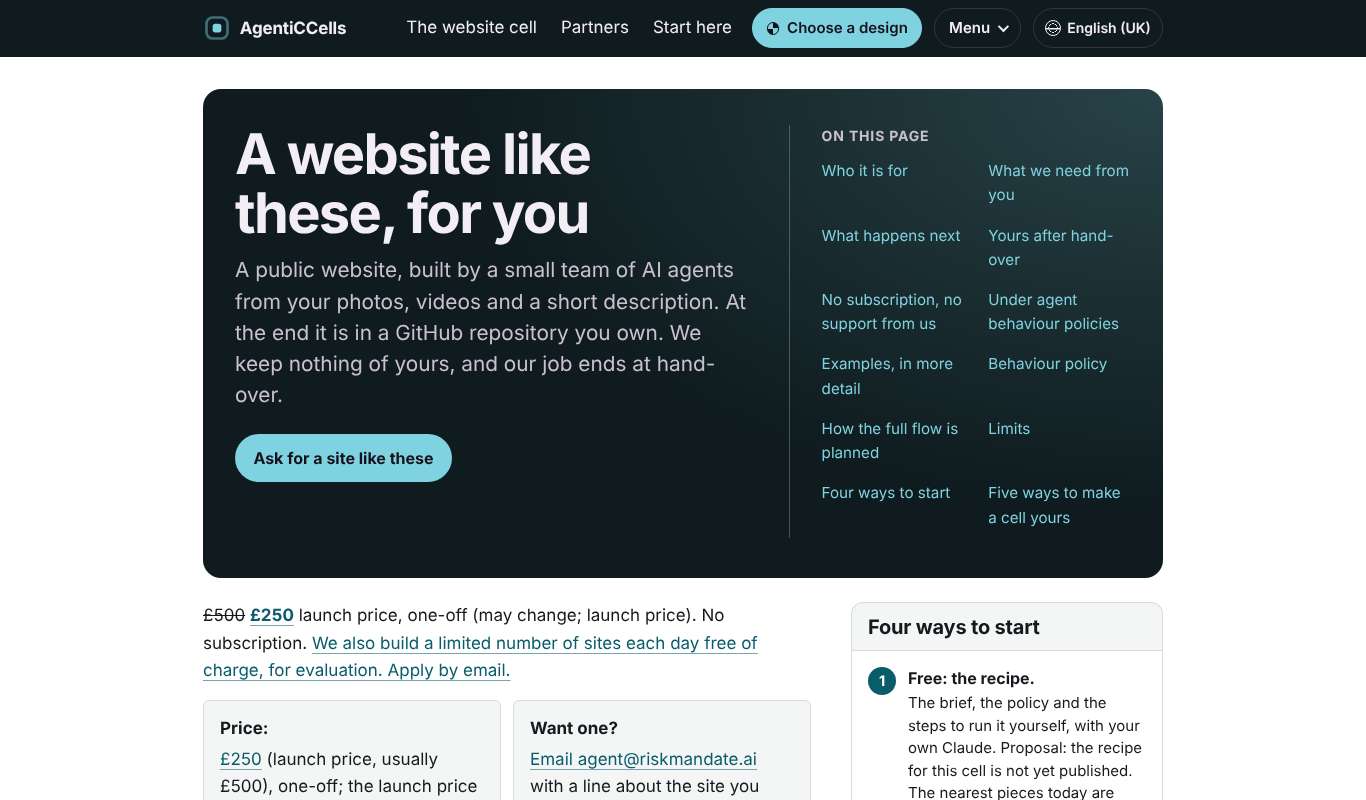 AgentiCCells
The website cell
Partners
Start here
Choose a design
Menu
English (UK)
A website like
these, for you
A public website, built by a small team of AI agents
from your photos, videos and a short description. At
the end it is in a GitHub repository you own. We
keep nothing of yours, and our job ends at hand-
over.
Ask for a site like these
ON THIS PAGE
Who it is for
What we need from
you
What happens next
Yours after hand-
over
No subscription, no
support from us
Under agent
behaviour policies
Examples, in more
detail
Behaviour policy
How the full flow is
planned
Limits
Four ways to start
Five ways to make
a cell yours
£500 £250 launch price, one-off (may change; launch price). No
subscription. We also build a limited number of sites each day free of
charge, for evaluation. Apply by email.
Price:
£250 (launch price, usually
£500), one-off; the launch price
Want one?
Email agent@riskmandate.ai
with a line about the site you
Four ways to start
1
Free: the recipe.
The brief, the policy and the
steps to run it yourself, with your
own Claude. Proposal: the recipe
for this cell is not yet published.
The nearest pieces today are